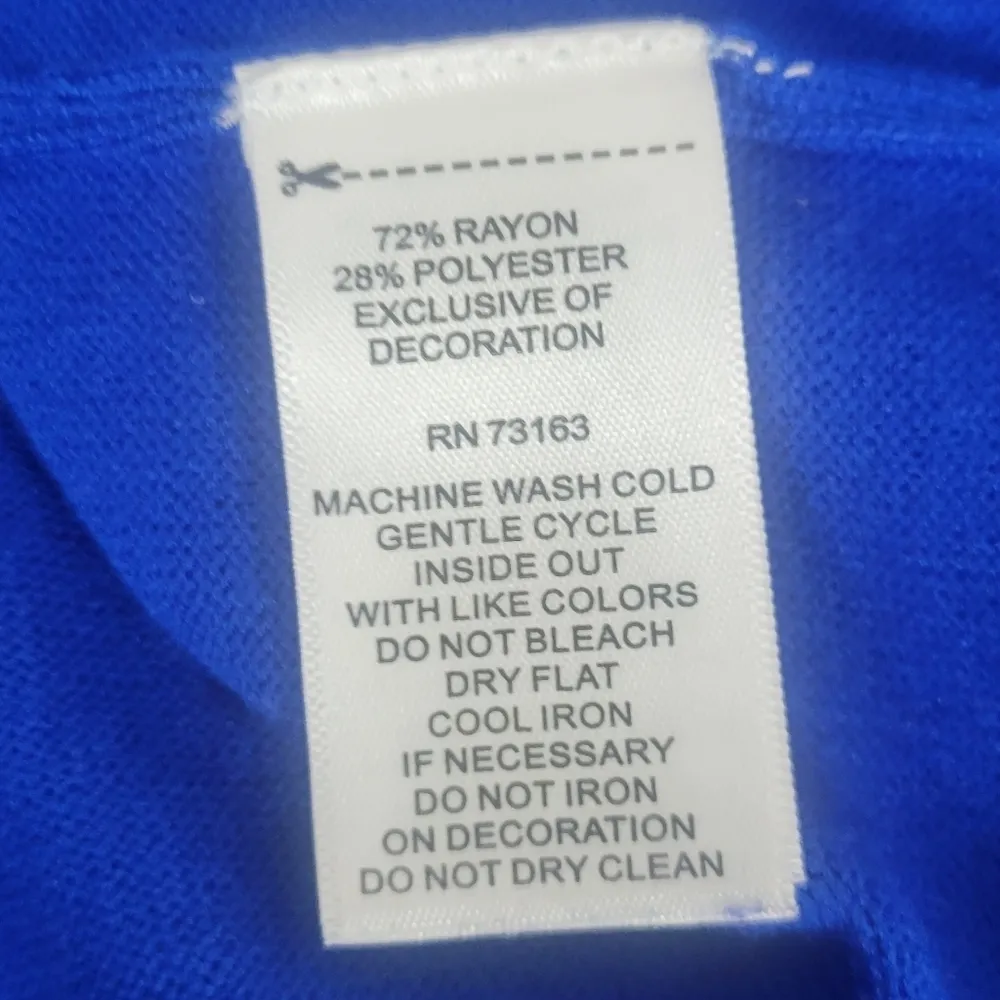 72% RAYON
28% POLYESTER
EXCLUSIVE OF
DECORATION
RN 73163
MACHINE WASH COLD
GENTLE CYCLE
INSIDE OUT
WITH LIKE COLORS
DO NOT BLEACH
DRY FLAT
COOL IRON
IF NECESSARY
DO NOT IRON
ON DECORATION
DO NOT DRY CLEAN